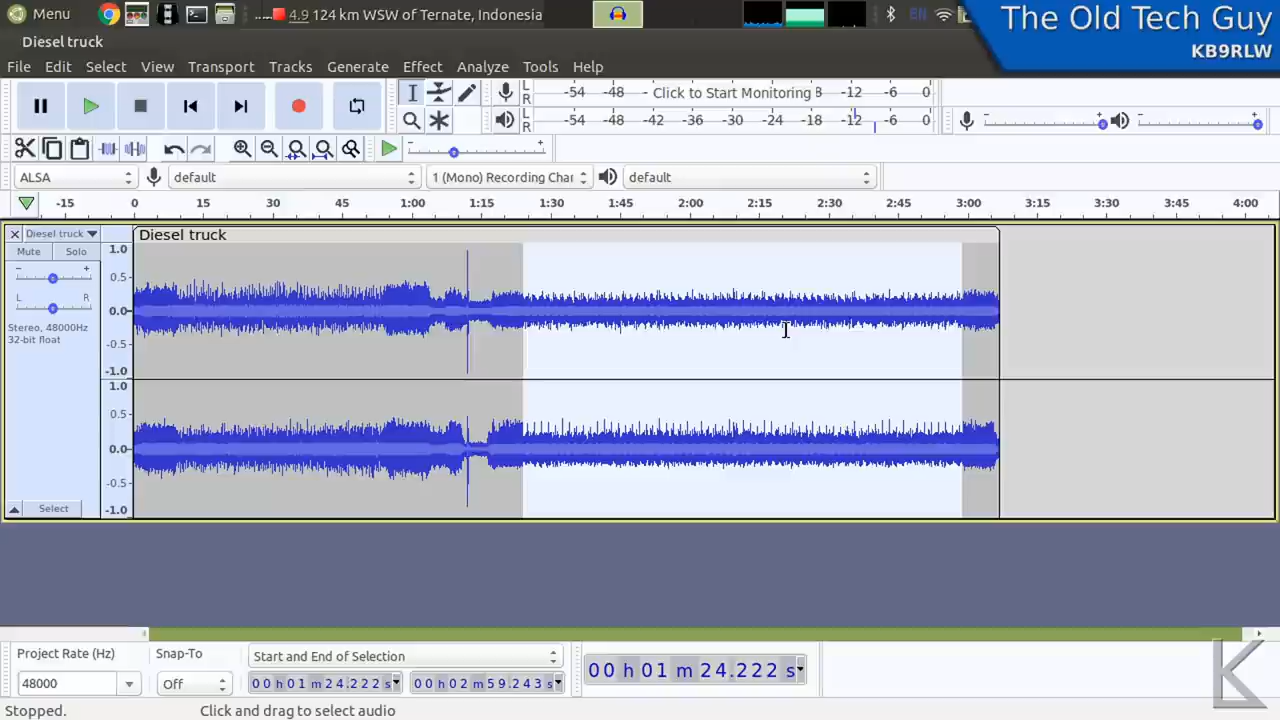 Menu
4.9 124 km WSW of Ternate, Indonesia
EN
The Old Tech Guy
KB9RLW
Diesel truck
File Edit Select View Transport Tracks Generate Effect Analyze Tools Help
L
R
-54 -48 - Click to Start Monitoring 8 -12 -6 0
L
R
-54 -48 -42 -36 -30 -24 -18 -12 -6 0
ALSA default 1 (Mono) Recording Chai default
-15 0 15 30 45 1:00 1:15 1:30 1:45 2:00 2:15 2:30 2:45 3:00 3:15 3:30 3:45 4:00
Diesel truck
Diesel truck
Mute Solo
- +
L R
Stereo, 48000Hz
32-bit float
Select
1.0
0.5
0.0
-0.5
-1.0
1.0
0.5
0.0
-0.5
-1.0
Project Rate (Hz) Snap-To Start and End of Selection
48000 Off 00 h 01 m 24.222 s 00 h 02 m 59.243 s
00 h 01 m 24.222 s
K
Stopped. Click and drag to select audio